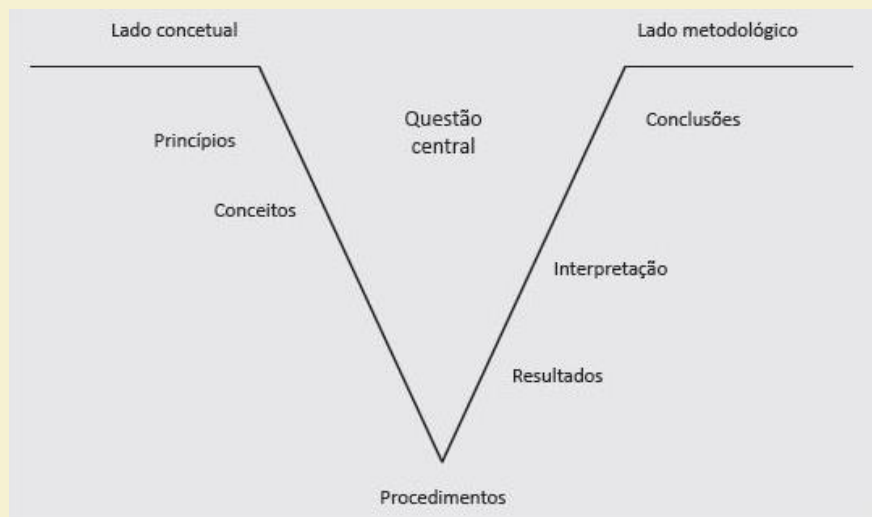 Lado concetual
Lado metodológico
Questão
central
Conclusões
Princípios
Conceitos
Interpretação
Resultados
Procedimentos